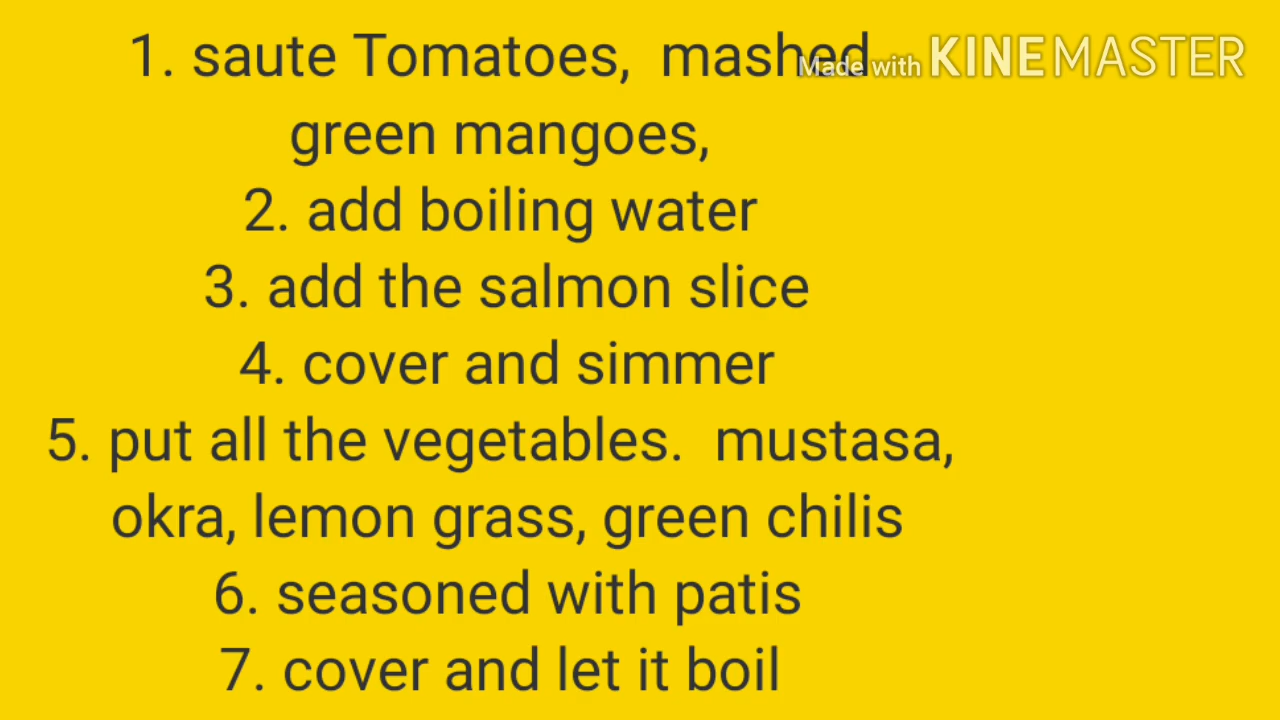 1. saute Tomatoes, mashed
Made with KINEMASTER
green mangoes,
2. add boiling water
3. add the salmon slice
4. cover and simmer
5. put all the vegetables. mustasa,
okra, lemon grass, green chilis
6. seasoned with patis
7. cover and let it boil